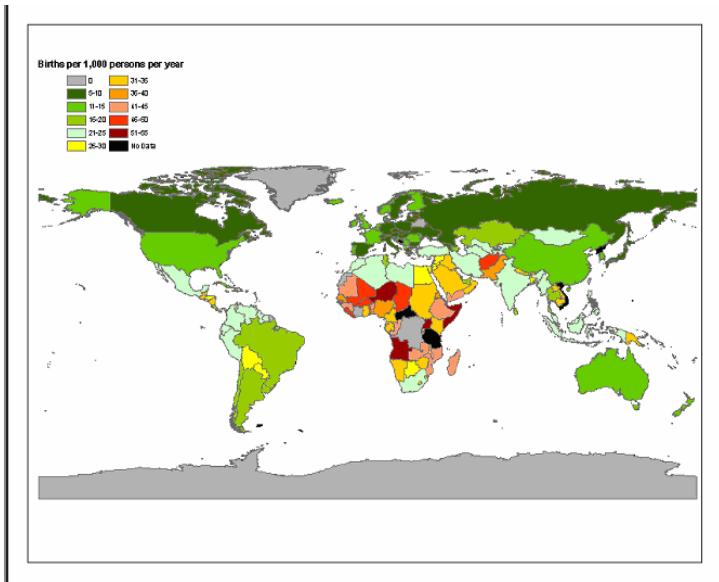 Births per 1,000 persons per year
0 31-35
5-10 36-40
11-15 41-45
16-20 46-50
21-25 51-55
26-30 No Data